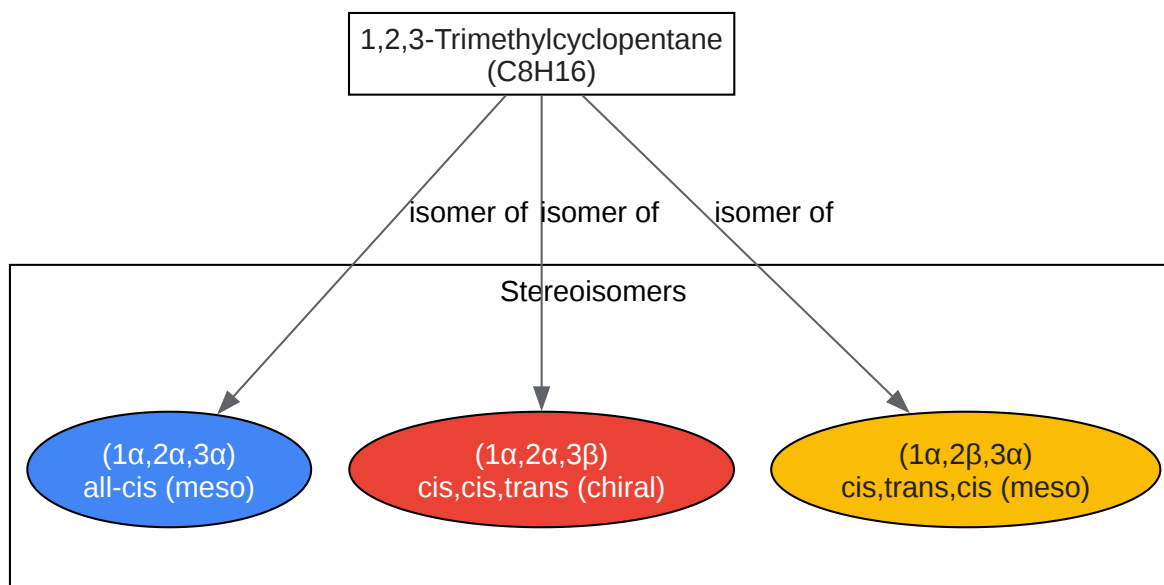 1,2,3-Trimethylcyclopentane
(C8H16)
isomer of
isomer of
isomer of
Stereoisomers
(1α,2α,3α)
all-cis (meso)
(1α,2α,3β)
cis,cis,trans (chiral)
(1α,2β,3α)
cis,trans,cis (meso)